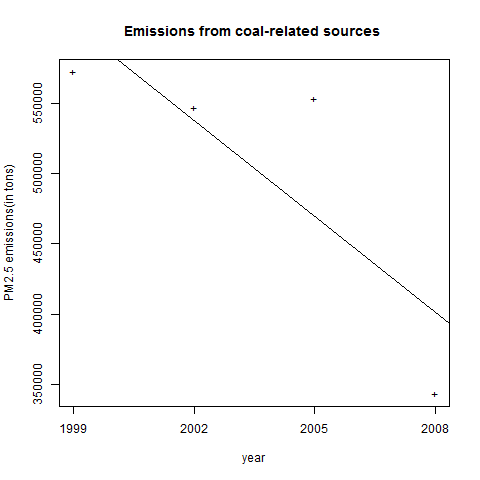 Emissions from coal-related sources
PM2.5 emissions(in tons)
550000
500000
450000
400000
350000
1999 2002 2005 2008
year